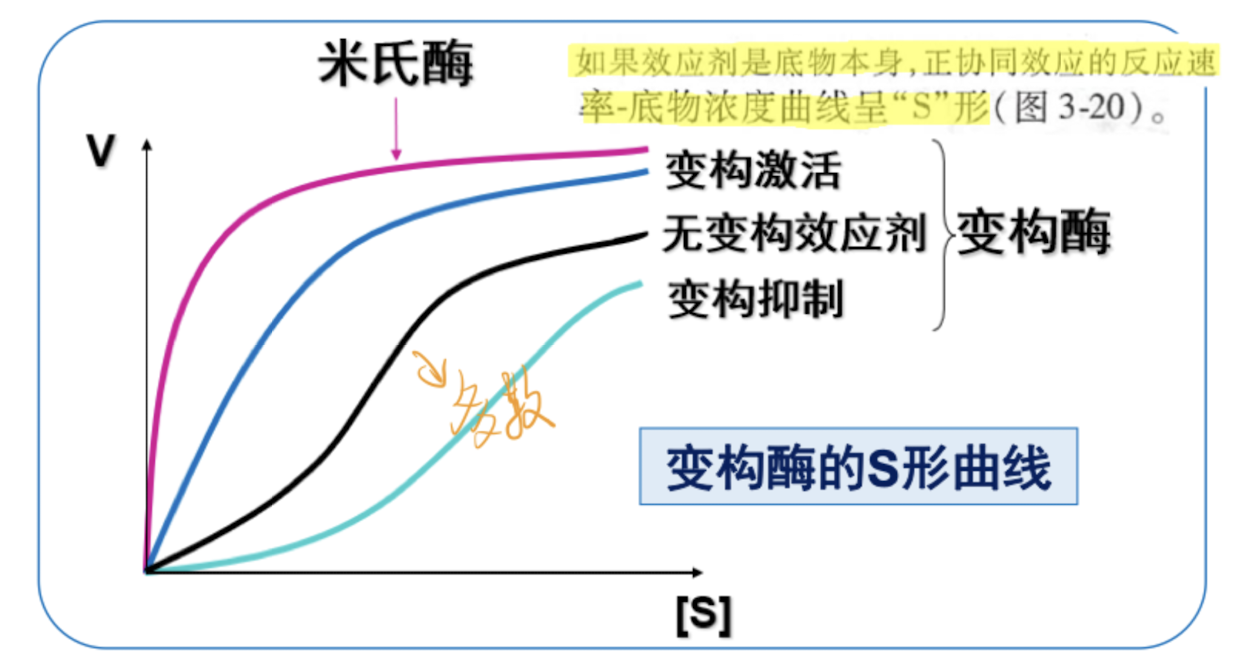 米氏酶
如果效应剂是底物本身，正协同效应的反应速
率-底物浓度曲线呈“S”形（图 3-20）。
V
变构激活
无变构效应剂
变构酶
变构抑制
多数
变构酶的S形曲线
[S]